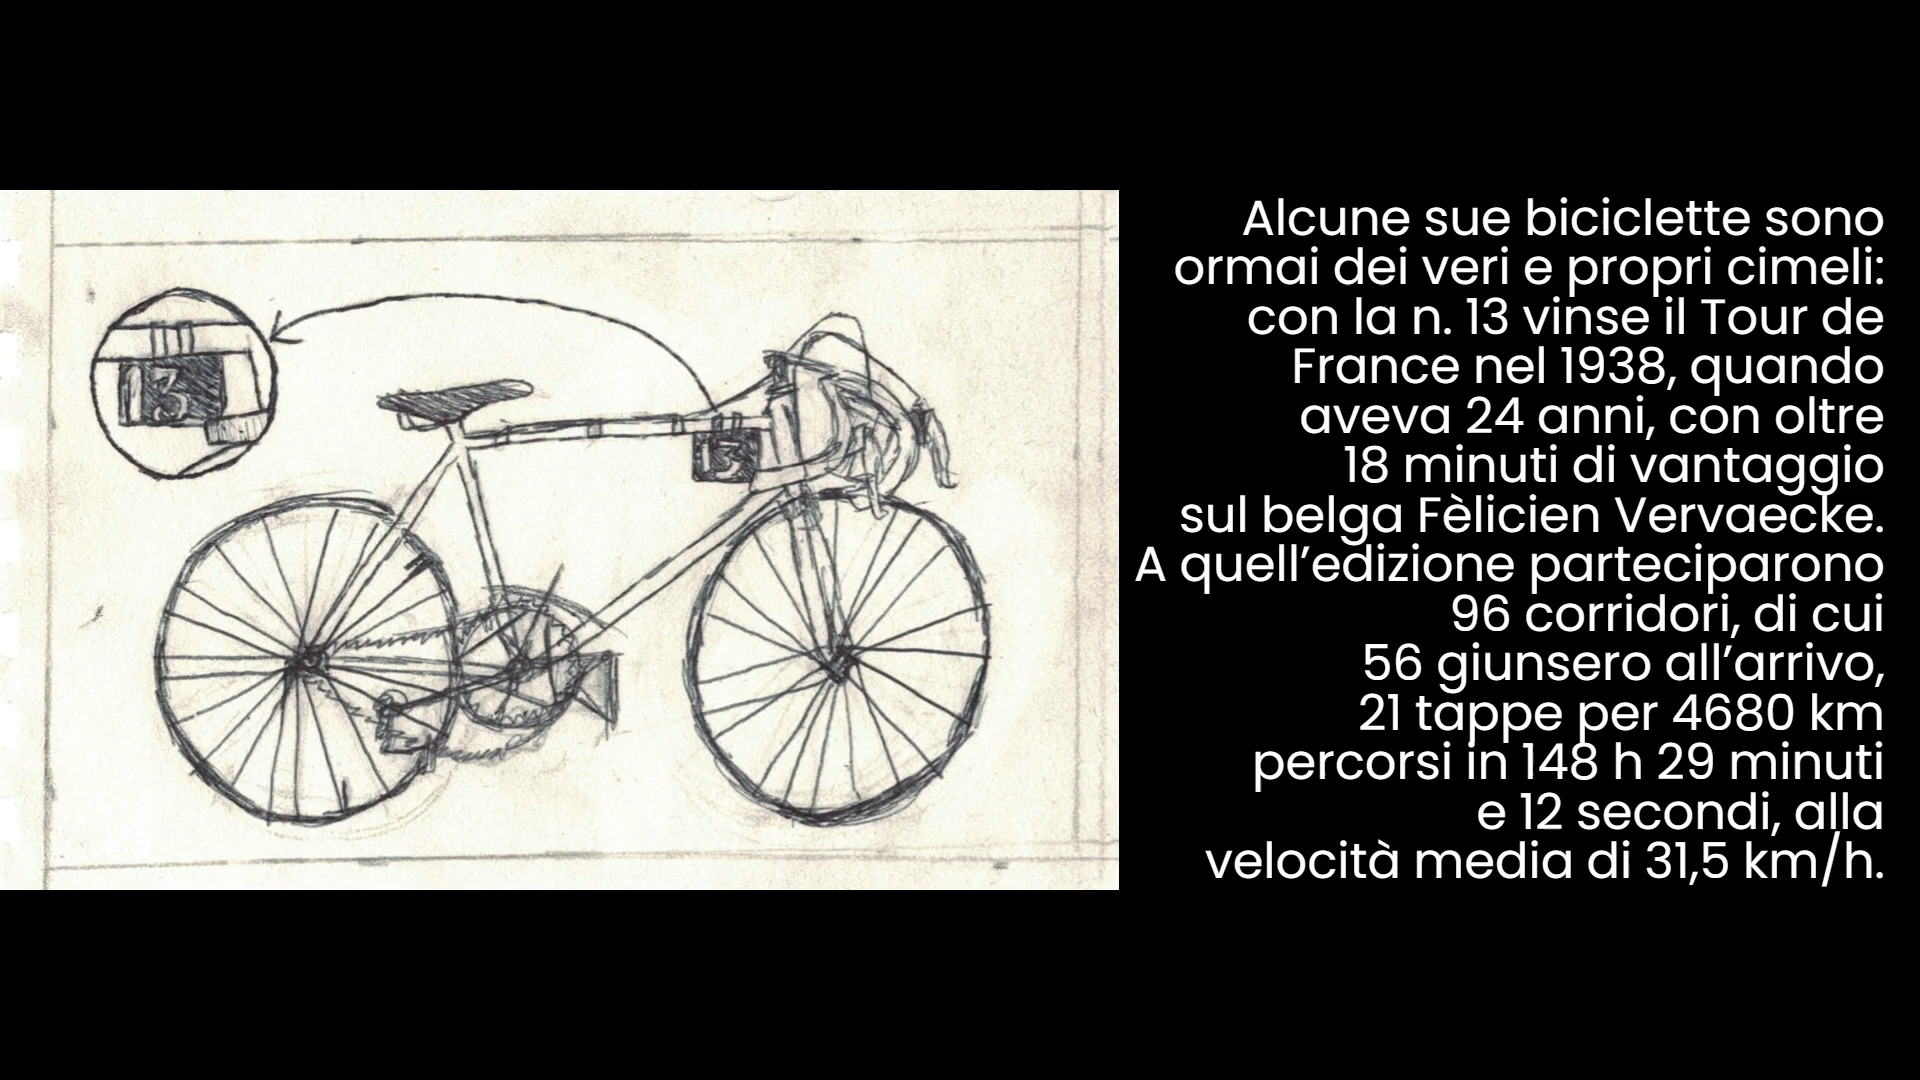 13
13
Alcune sue biciclette sono
ormai dei veri e propri cimeli:
con la n. 13 vinse il Tour de
France nel 1938, quando
aveva 24 anni, con oltre
18 minuti di vantaggio
sul belga Fèlicien Vervaecke.
A quell’edizione parteciparono
96 corridori, di cui
56 giunsero all’arrivo,
21 tappe per 4680 km
percorsi in 148 h 29 minuti
e 12 secondi, alla
velocità media di 31,5 km/h.